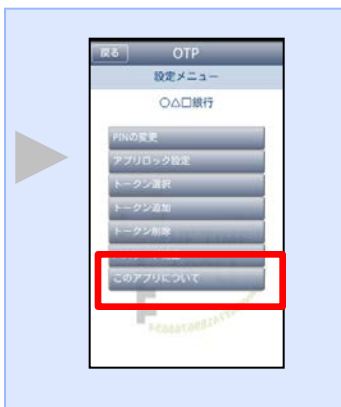 戻る OTP
設定メニュー
○△□銀行
PINの変更
アプリロック設定
トークン選択
トークン追加
トークン削除
このアプリについて